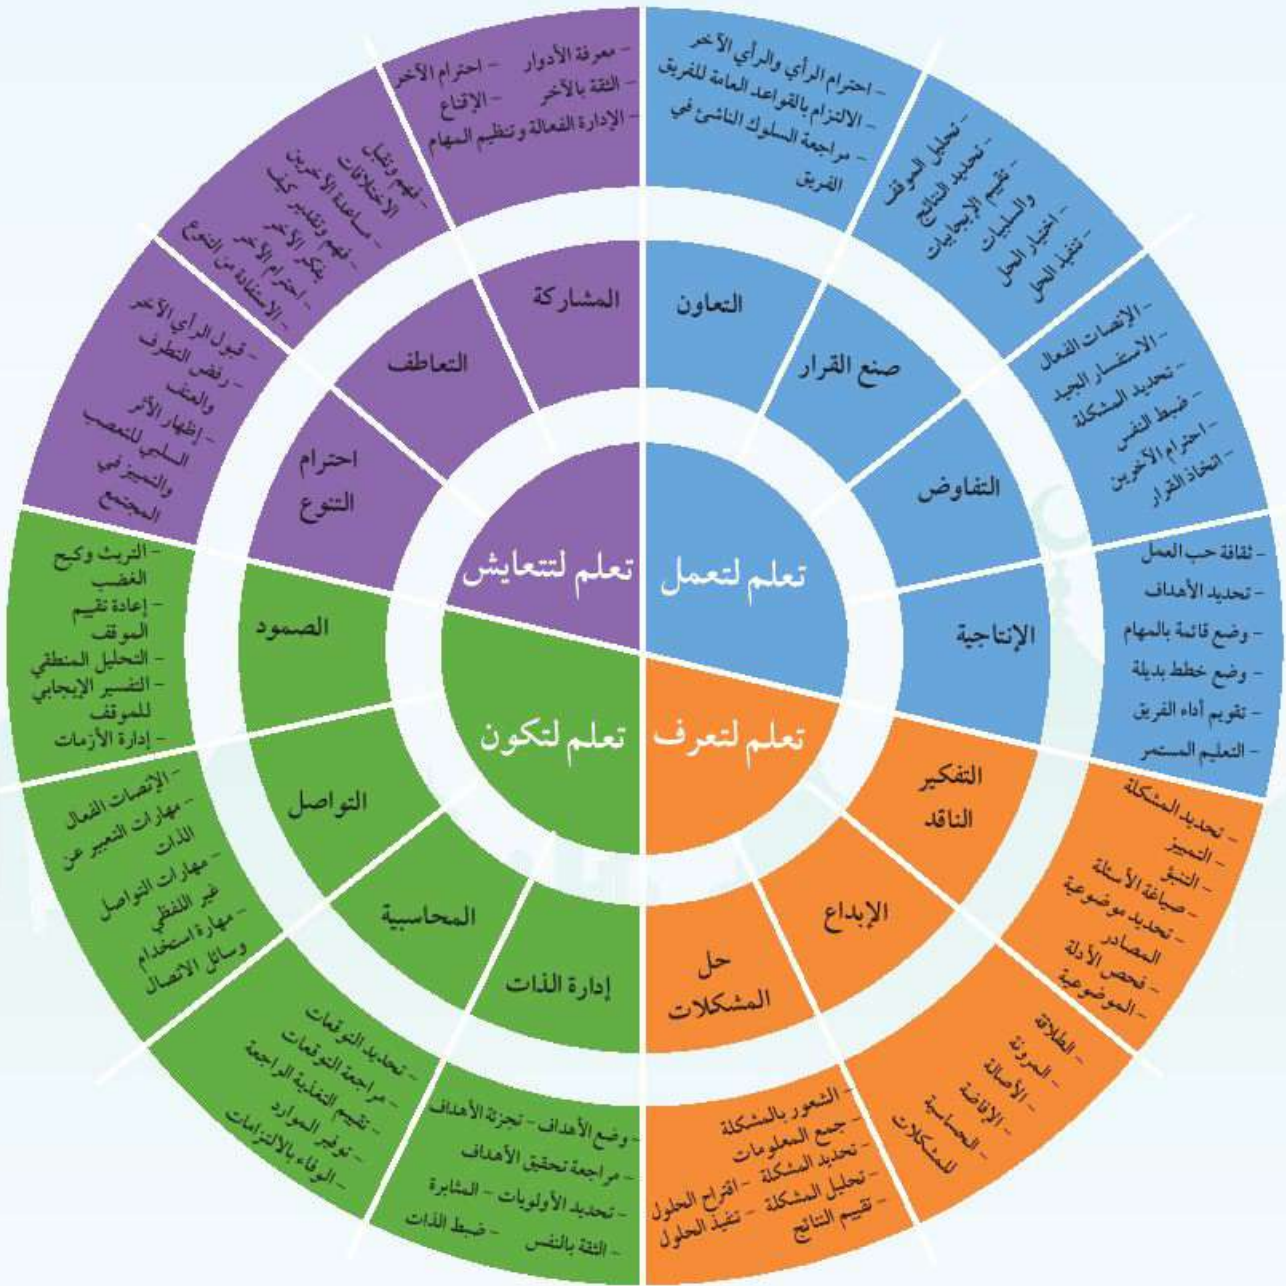 تعلم لتعرف
تعلم لتعمل
تعلم لتكون
تعلم لتتعايش
التفكير
الناقد
- تحديد المشكلة
- التمييز
- التنبؤ
- صياغة الأسئلة
- تحديد موضوعية
المصادر
- فحص الأدلة
- الموضوعية
الإبداع
- الطلاقة
- المرونة
- الأصالة
- الإفاضة
- الحساسية
للمشكلات
حل
المشكلات
- الشعور بالمشكلة
- جمع المعلومات
- تحديد المشكلة - اقتراح الحلول
- تحليل المشكلة - تنفيذ الحلول
- تقييم النتائج
التعاون
- احترام الرأي والرأي الآخر
- الالتزام بالقواعد العامة للفريق
- مراجعة السلوك الناشئ في
الفريق
صنع القرار
- تحليل الموقف
- تحديد النتائج
- تقييم الإيجابيات
والسلبيات
- اختيار الحل
- تنفيذ الحل
التفاوض
- الإنصات الفعال
- الاستفسار الجيد
- تحديد المشكلة
- ضبط النفس
- احترام الآخرين
- اتخاذ القرار
الإنتاجية
- ثقافة حب العمل
- تحديد الأهداف
- وضع قائمة بالمهام
- وضع خطط بديلة
- تقويم أداء الفريق
- التعليم المستمر
إدارة الذات
- وضع الأهداف - تجزئة الأهداف
- مراجعة تحقيق الأهداف
- تحديد الأولويات - المثابرة
- الثقة بالنفس - ضبط الذات
المحاسبية
- تحديد التوقعات
- مراجعة التوقعات
- تقييم التغذية الراجعة
- توفير الموارد
- الوفاء بالالتزامات
التواصل
- الإنصات الفعال
- مهارات التعبير عن
الذات
- مهارات التواصل
غير اللفظي
- مهارة استخدام
وسائل الاتصال
الصمود
- التريث وكبح
الغضب
- إعادة تقييم
الموقف
- التحليل المنطقي
- التفسير الإيجابي
للموقف
- إدارة الأزمات
احترام
التنوع
- قبول الرأي الآخر
- رفض التطرف
والعنف
- إظهار الأثر
السلبي للتعصب
والتمييز في
المجتمع
التعاطف
- فهم وتقبل
الاختلافات
- مساعدة الآخرين
- فهم وتقدير كيف
يفكر الآخر
- احترام الآخر
- الاستفادة من التنوع
المشاركة
- معرفة الأدوار - احترام الآخر
- الثقة بالآخر - الإقناع
- الإدارة الفعالة وتنظيم المهام